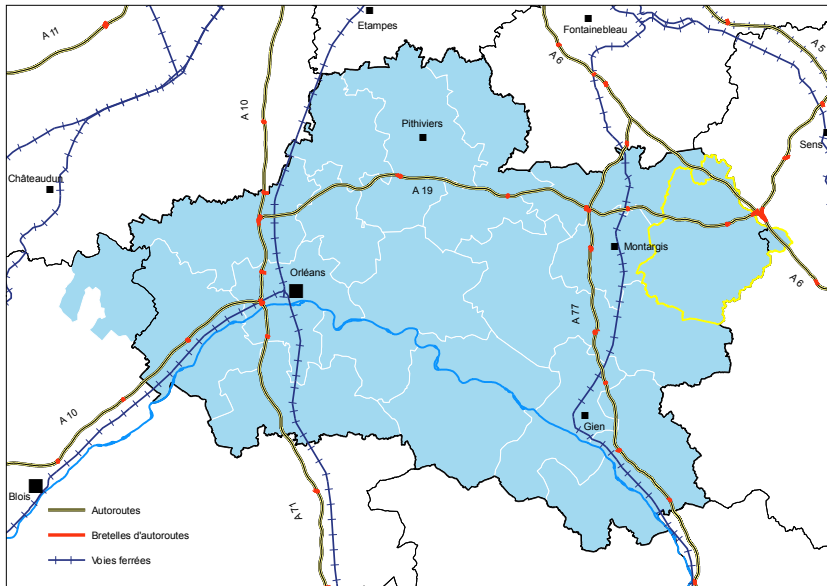 Etampes
Fontainebleau
A 11
A 6
A 5
A 10
Pithiviers
Sens
Châteaudun
A 19
Montargis
Orléans
A 6
A 77
A 10
Gien
Blois
A71
Autoroutes
Bretelles d'autoroutes
Voies ferrées